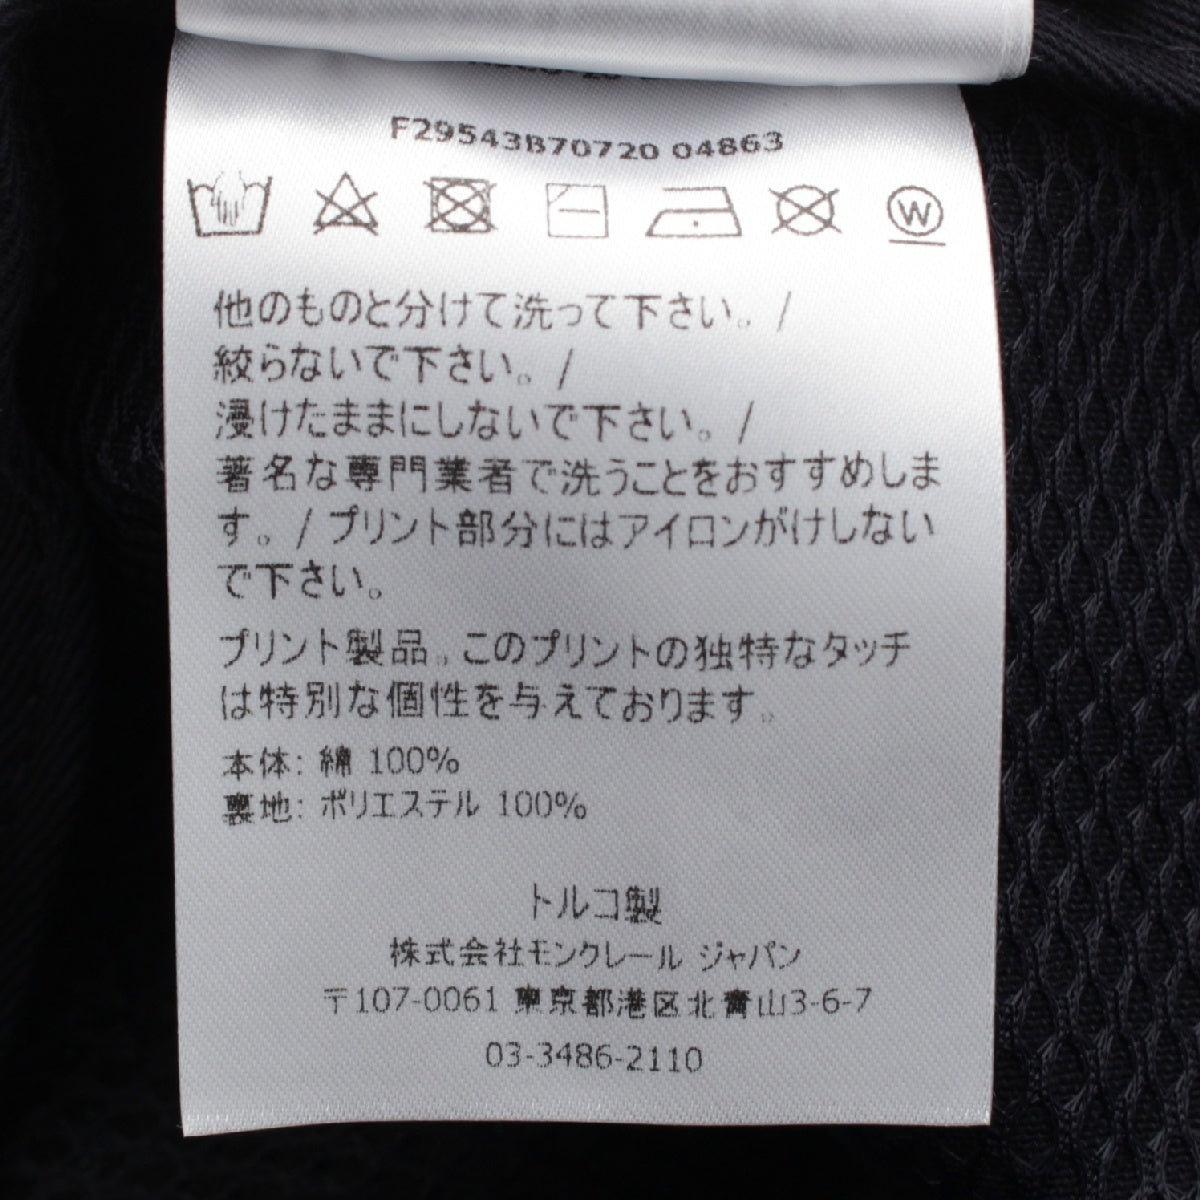 F29543B70720 04863
W
他のものと分けて洗って下さい。/
絞らないで下さい。/
浸けたままにしないで下さい。/
著名な専門業者で洗うことをおすすめしま
す。/ プリント部分にはアイロンがけしない
で下さい。
プリント製品。このプリントの独特なタッチ
は特別な個性を与えております。
本体: 綿 100%
裏地: ポリエステル 100%
トルコ製
株式会社モンクレール ジャパン
〒107-0061 東京都港区北青山3-6-7
03-3486-2110